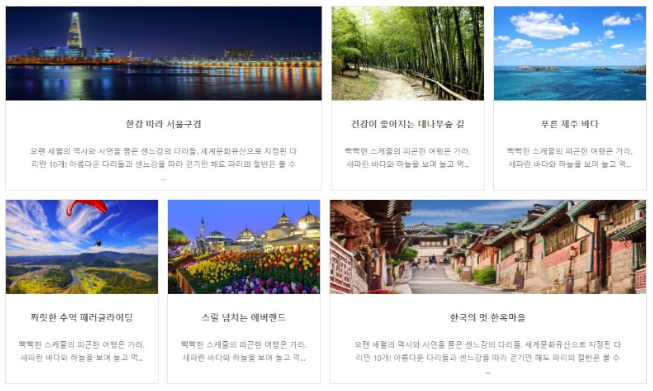 한강 따라 서울구경
오랜 세월의 역사와 사연들 품은 센느강의 다리들. 세계문화유산으로 지정된 다
리만 10개! 아름다운 다리들과 센느강을 따라 걷기만 해도 파리의 절반은 볼 수
...
건강이 좋아지는 대나무숲 길
빡빡한 스케줄의 피곤한 여행은 가라.
새파란 바다와 하늘을 보며 놀고 먹...
푸른 제주 바다
빡빡한 스케줄의 피곤한 여행은 가라.
새파란 바다와 하늘을 보며 놀고 먹...
짜릿한 추억 패러글라이딩
빡빡한 스케줄의 피곤한 여행은 가라.
새파란 바다와 하늘을 보며 놀고 먹...
스릴 넘치는 에버랜드
빡빡한 스케줄의 피곤한 여행은 가라.
새파란 바다와 하늘을 보며 놀고 먹...
한국의 멋 한옥마을
오랜 세월의 역사와 사연들 품은 센느강의 다리들. 세계문화유산으로 지정된 다
리만 10개! 아름다운 다리들과 센느강을 따라 걷기만 해도 파리의 절반은 볼 수
...